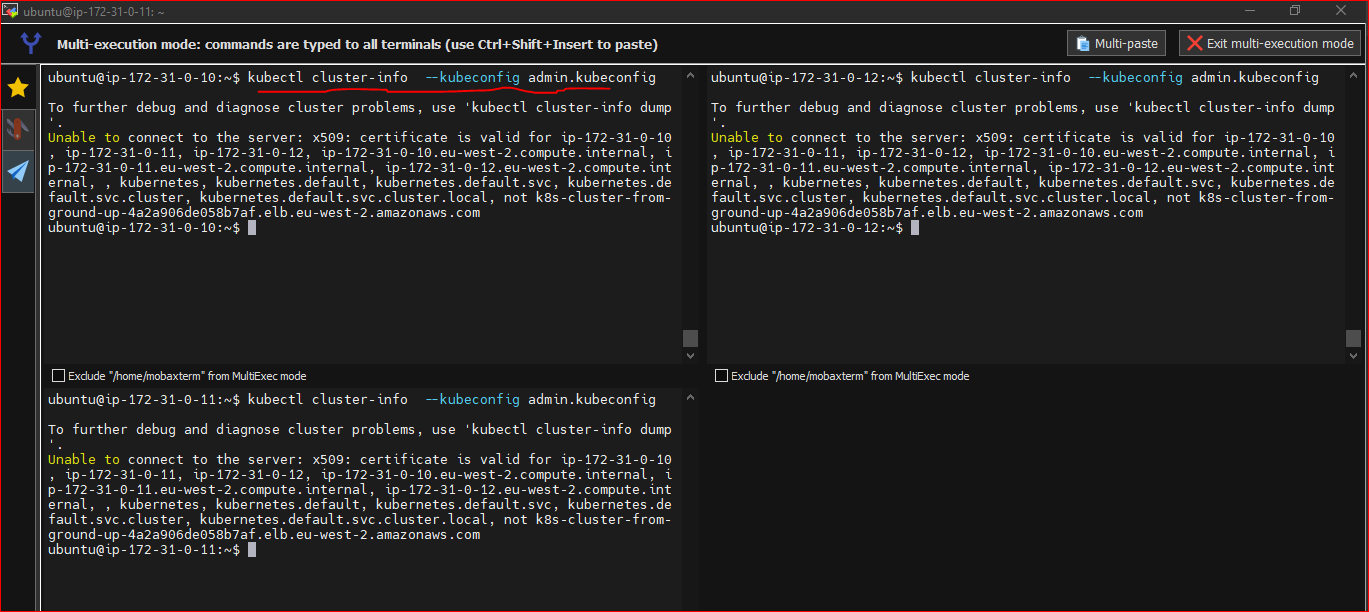 ubuntu@ip-172-31-0-11: ~
Multi-execution mode: commands are typed to all terminals (use Ctrl+Shift+Insert to paste)
Multi-paste
Exit multi-execution mode
ubuntu@ip-172-31-0-10:~$ kubectl cluster-info  --kubeconfig admin.kubeconfig
To further debug and diagnose cluster problems, use 'kubectl cluster-info dump
'.
Unable to connect to the server: x509: certificate is valid for ip-172-31-0-10
, ip-172-31-0-11, ip-172-31-0-12, ip-172-31-0-10.eu-west-2.compute.internal, i
p-172-31-0-11.eu-west-2.compute.internal, ip-172-31-0-12.eu-west-2.compute.int
ernal, , kubernetes, kubernetes.default, kubernetes.default.svc, kubernetes.de
fault.svc.cluster, kubernetes.default.svc.cluster.local, not k8s-cluster-from-
ground-up-4a2a906de058b7af.elb.eu-west-2.amazonaws.com
ubuntu@ip-172-31-0-10:~$
Exclude "/home/mobaxterm" from MultiExec mode
ubuntu@ip-172-31-0-12:~$ kubectl cluster-info  --kubeconfig admin.kubeconfig
To further debug and diagnose cluster problems, use 'kubectl cluster-info dump
'.
Unable to connect to the server: x509: certificate is valid for ip-172-31-0-10
, ip-172-31-0-11, ip-172-31-0-12, ip-172-31-0-10.eu-west-2.compute.internal, i
p-172-31-0-11.eu-west-2.compute.internal, ip-172-31-0-12.eu-west-2.compute.int
ernal, , kubernetes, kubernetes.default, kubernetes.default.svc, kubernetes.de
fault.svc.cluster, kubernetes.default.svc.cluster.local, not k8s-cluster-from-
ground-up-4a2a906de058b7af.elb.eu-west-2.amazonaws.com
ubuntu@ip-172-31-0-12:~$
Exclude "/home/mobaxterm" from MultiExec mode
ubuntu@ip-172-31-0-11:~$ kubectl cluster-info  --kubeconfig admin.kubeconfig
To further debug and diagnose cluster problems, use 'kubectl cluster-info dump
'.
Unable to connect to the server: x509: certificate is valid for ip-172-31-0-10
, ip-172-31-0-11, ip-172-31-0-12, ip-172-31-0-10.eu-west-2.compute.internal, i
p-172-31-0-11.eu-west-2.compute.internal, ip-172-31-0-12.eu-west-2.compute.int
ernal, , kubernetes, kubernetes.default, kubernetes.default.svc, kubernetes.de
fault.svc.cluster, kubernetes.default.svc.cluster.local, not k8s-cluster-from-
ground-up-4a2a906de058b7af.elb.eu-west-2.amazonaws.com
ubuntu@ip-172-31-0-11:~$